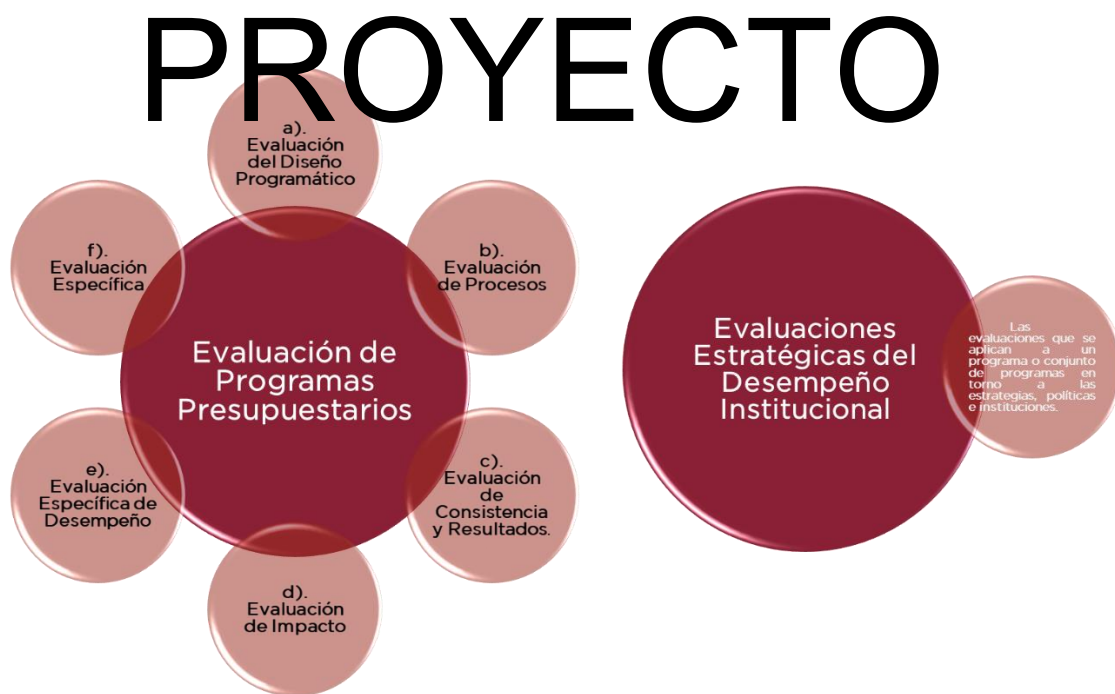 PROYECTO
a).
Evaluación
del Diseño
Programático
b).
Evaluación
de Procesos
c).
Evaluación
de
Consistencia
y Resultados.
d).
Evaluación
de Impacto
e).
Evaluación
Específica de
Desempeño
f).
Evaluación
Específica
Evaluación de
Programas
Presupuestarios
Evaluaciones
Estratégicas del
Desempeño
Institucional
Las
evaluaciones que se
aplican a un
programa o conjunto
de programas en
torno a las
estrategias, políticas
e instituciones.